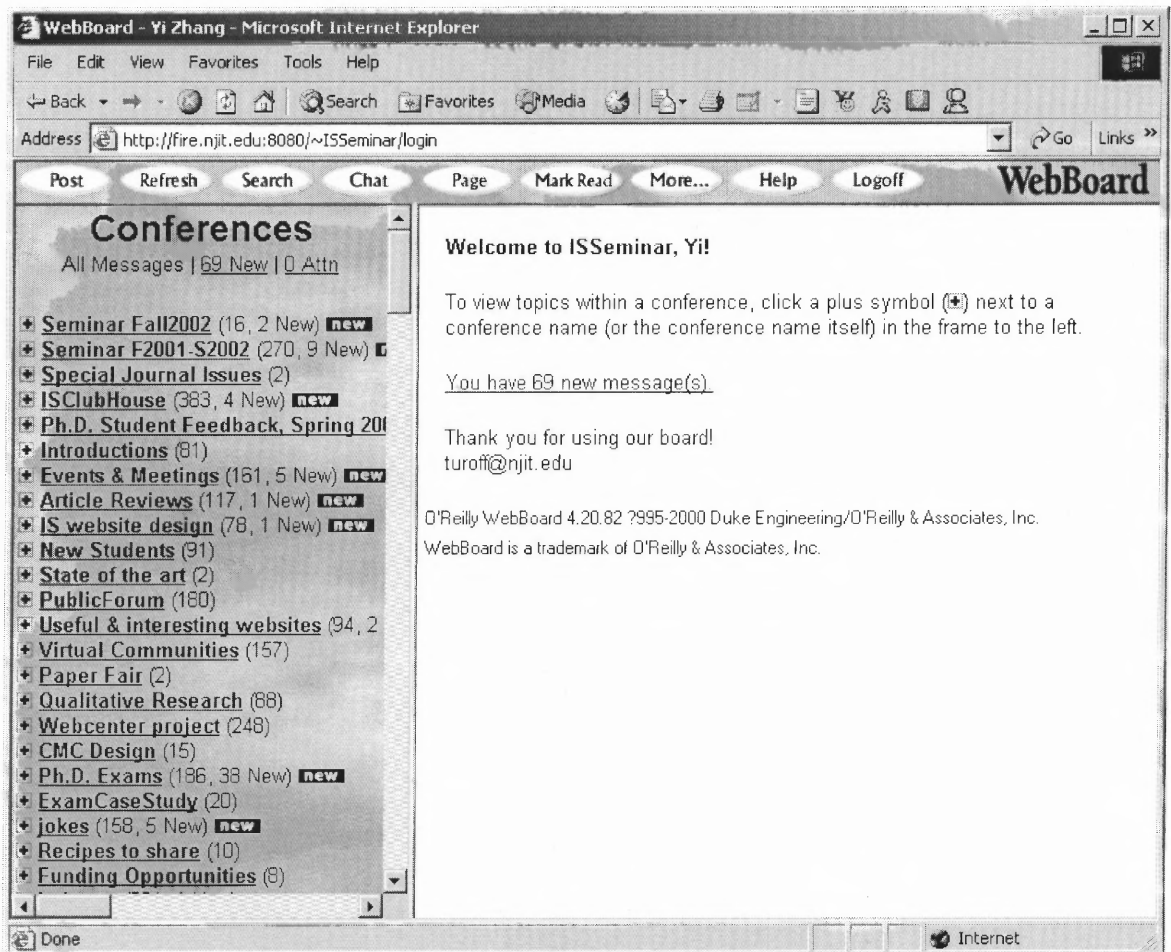 WebBoard - Yi Zhang - Microsoft Internet Explorer
File Edit View Favorites Tools Help
Back Search Favorites Media
Address http://fire.njit.edu:8080/~ISSeminar/login Go Links »
Post Refresh Search Chat Page Mark Read More... Help Logoff WebBoard
Conferences
All Messages | 69 New | 0 Attn
Seminar Fall2002 (16, 2 New) new
Seminar F2001-S2002 (270, 9 New)
Special Journal Issues (2)
ISClubHouse (383, 4 New) new
Ph.D. Student Feedback, Spring 200
Introductions (81)
Events & Meetings (161, 5 New) new
Article Reviews (117, 1 New) new
IS website design (78, 1 New) new
New Students (91)
State of the art (2)
PublicForum (180)
Useful & interesting websites (94, 2
Virtual Communities (157)
Paper Fair (2)
Qualitative Research (88)
Webcenter project (248)
CMC Design (15)
Ph.D. Exams (186, 38 New) new
ExamCaseStudy (20)
jokes (158, 5 New) new
Recipes to share (10)
Funding Opportunities (8)
Welcome to ISSeminar, Yi!
To view topics within a conference, click a plus symbol (+) next to a
conference name (or the conference name itself) in the frame to the left.
You have 69 new message(s).
Thank you for using our board!
turoff@njit.edu
O'Reilly WebBoard 4.20.82 ?995-2000 Duke Engineering/O'Reilly & Associates, Inc.
WebBoard is a trademark of O'Reilly & Associates, Inc.
Done Internet